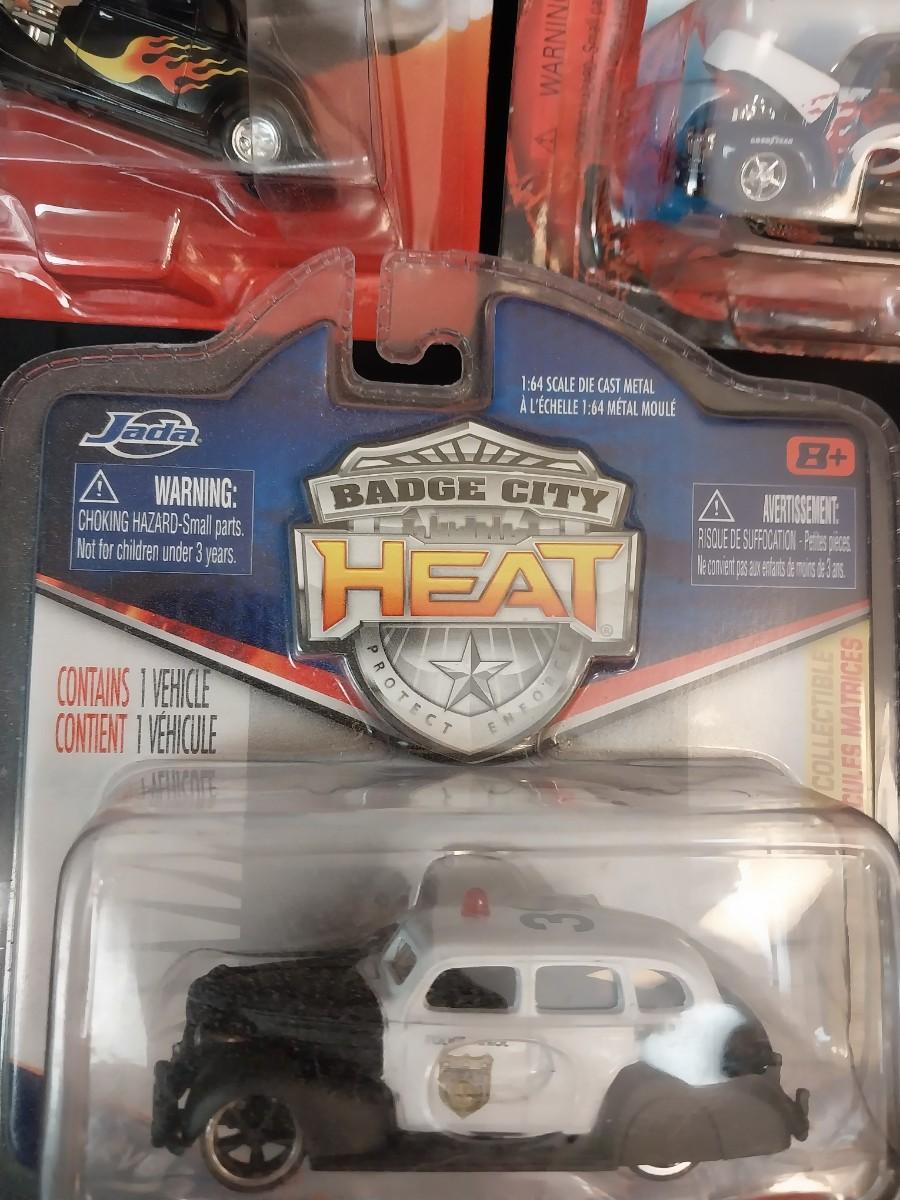 WARNING
GOODYEAR
1:64 SCALE DIE CAST METAL
À L'ÉCHELLE 1:64 MÉTAL MOULÉ
Jada
8+
WARNING:
CHOKING HAZARD-Small parts.
Not for children under 3 years.
BADGE CITY
HEAT®
PROTECT ENFORCE
AVERTISSEMENT:
RISQUE DE SUFFOCATION - Petites pièces.
Ne convient pas aux enfants de moins de 3 ans.
CONTAINS 1 VEHICLE
CONTIENT 1 VÉHICULE
COLLECTIBLE
MATRICES
3